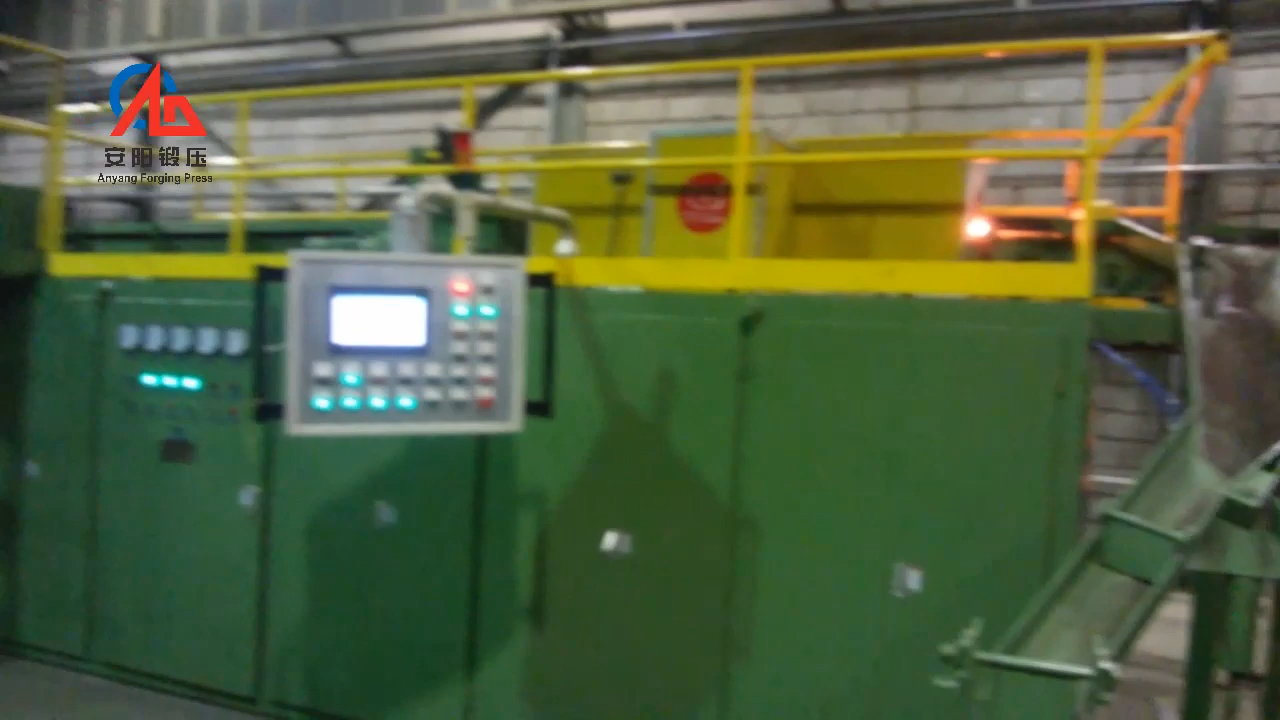 安阳锻压
Anyang Forging Press